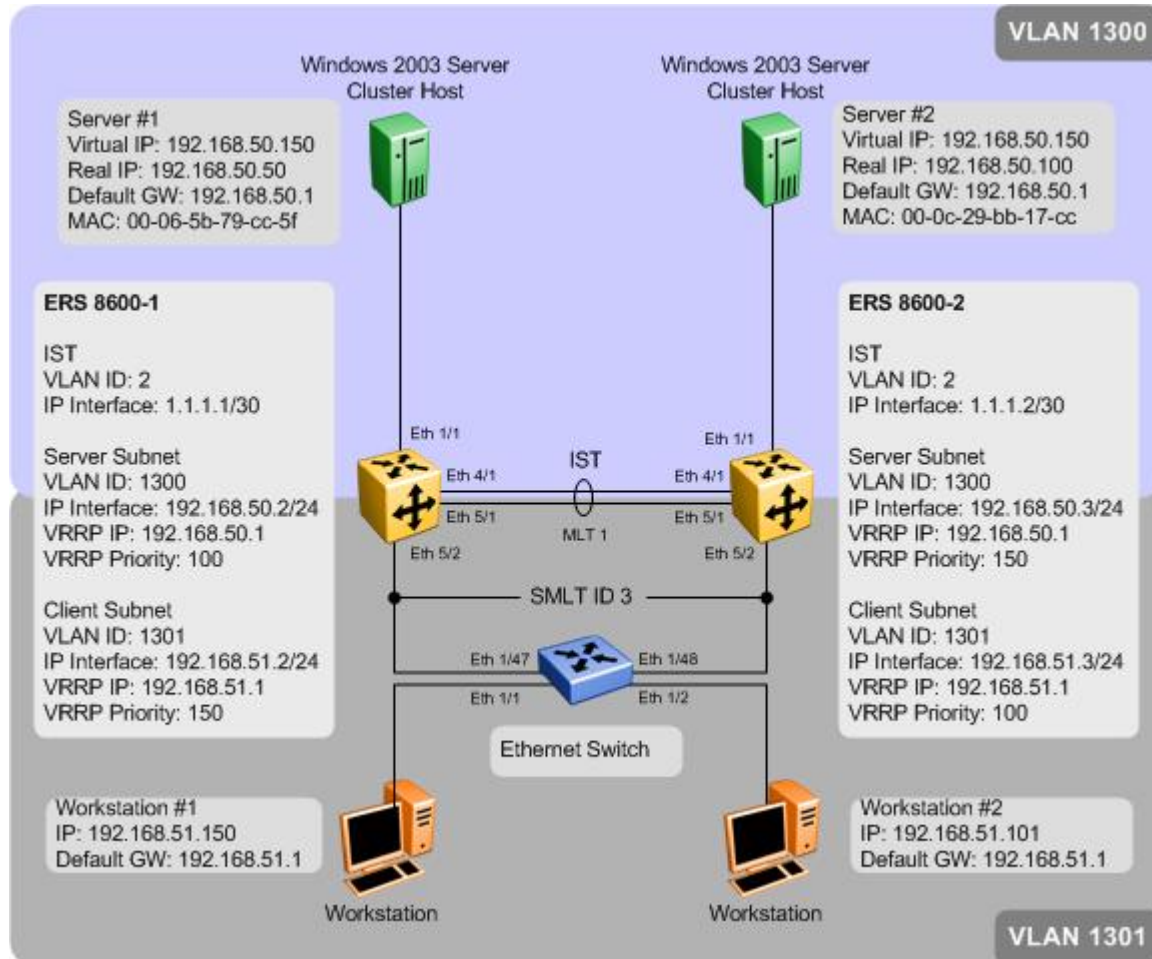 VLAN 1300
Windows 2003 Server
Cluster Host
Windows 2003 Server
Cluster Host
Server #1
Virtual IP: 192.168.50.150
Real IP: 192.168.50.50
Default GW: 192.168.50.1
MAC: 00-06-5b-79-cc-5f
Server #2
Virtual IP: 192.168.50.150
Real IP: 192.168.50.100
Default GW: 192.168.50.1
MAC: 00-0c-29-bb-17-cc
ERS 8600-1
IST
VLAN ID: 2
IP Interface: 1.1.1.1/30
Server Subnet
VLAN ID: 1300
IP Interface: 192.168.50.2/24
VRRP IP: 192.168.50.1
VRRP Priority: 100
Client Subnet
VLAN ID: 1301
IP Interface: 192.168.51.2/24
VRRP IP: 192.168.51.1
VRRP Priority: 150
ERS 8600-2
IST
VLAN ID: 2
IP Interface: 1.1.1.2/30
Server Subnet
VLAN ID: 1300
IP Interface: 192.168.50.3/24
VRRP IP: 192.168.50.1
VRRP Priority: 150
Client Subnet
VLAN ID: 1301
IP Interface: 192.168.51.3/24
VRRP IP: 192.168.51.1
VRRP Priority: 100
Eth 1/1
Eth 1/1
Eth 4/1
IST
Eth 4/1
Eth 5/1
MLT 1
Eth 5/1
Eth 5/2
Eth 5/2
SMLT ID 3
Eth 1/47
Eth 1/48
Eth 1/1
Eth 1/2
Ethernet Switch
Workstation #1
IP: 192.168.51.150
Default GW: 192.168.51.1
Workstation #2
IP: 192.168.51.101
Default GW: 192.168.51.1
Workstation
Workstation
VLAN 1301